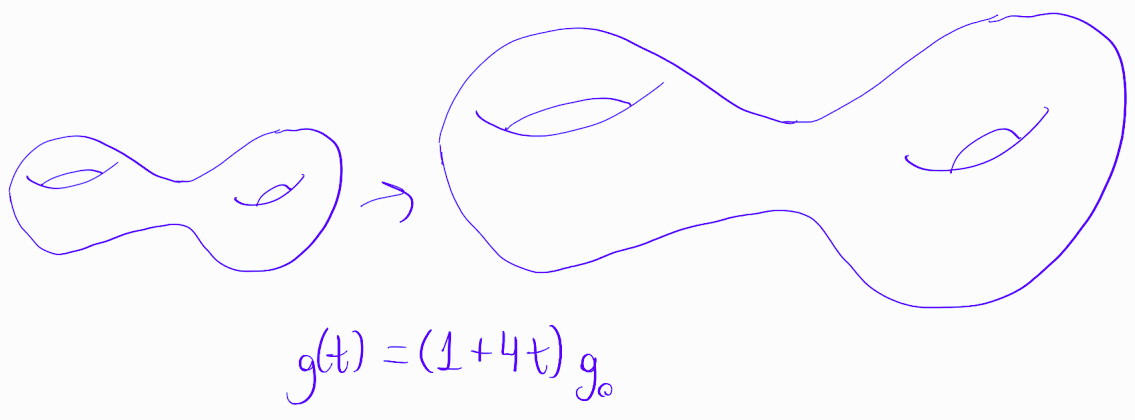 g(t) = (1+4t) g₀